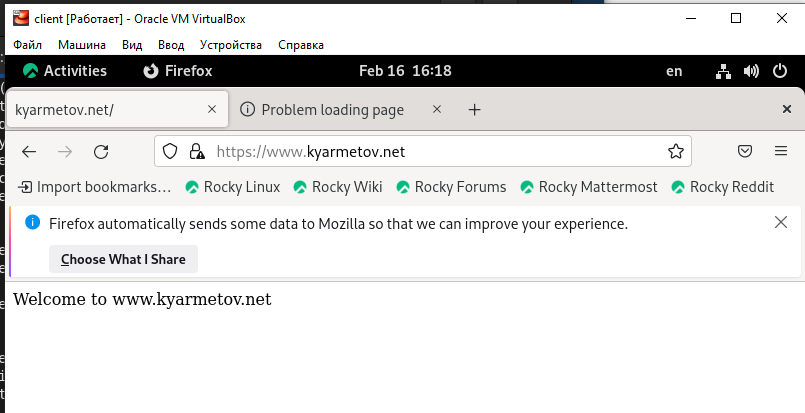 client [Работает] - Oracle VM VirtualBox
Файл Машина Вид Ввод Устройства Справка
Activities Firefox Feb 16 16:18 en
kyarmetov.net/ Problem loading page
https://www.kyarmetov.net
Import bookmarks... Rocky Linux Rocky Wiki Rocky Forums Rocky Mattermost Rocky Reddit
Firefox automatically sends some data to Mozilla so that we can improve your experience.
Choose What I Share
Welcome to www.kyarmetov.net